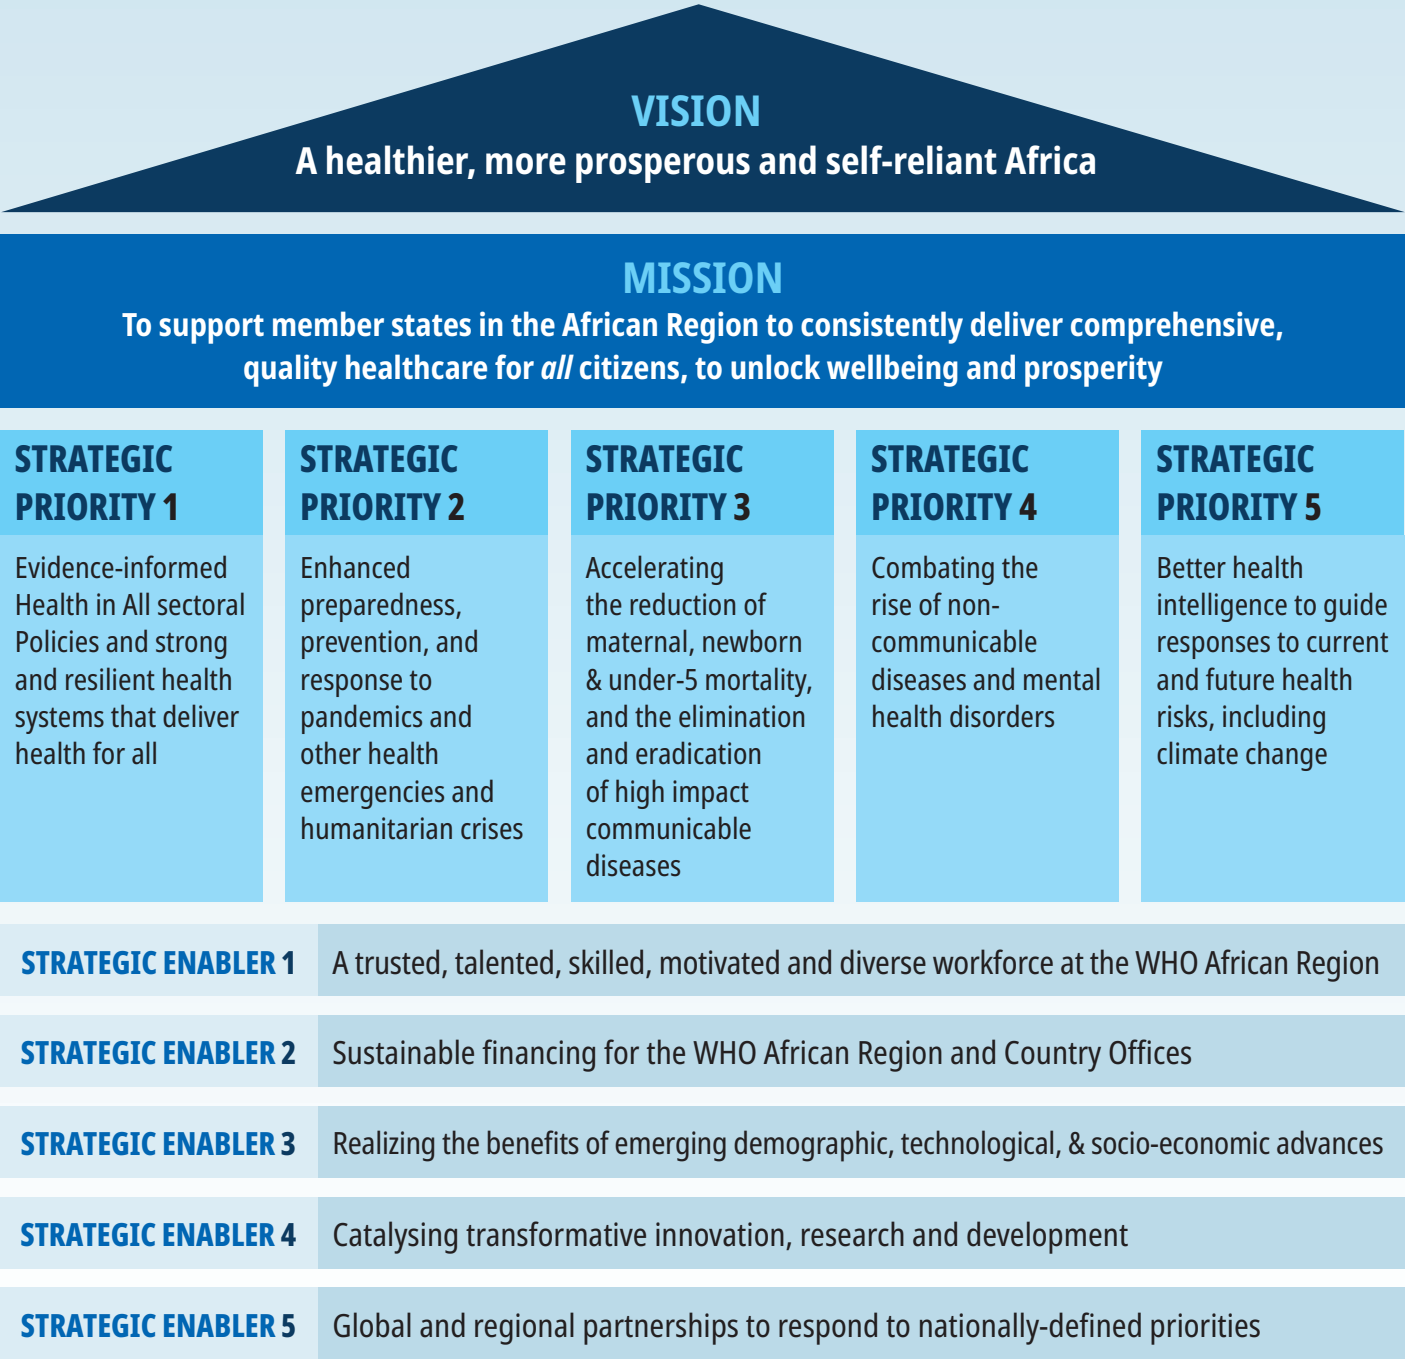 VISION
A healthier, more prosperous and self-reliant Africa
MISSION
To support member states in the African Region to consistently deliver comprehensive,
quality healthcare for all citizens, to unlock wellbeing and prosperity
STRATEGIC
PRIORITY 1
Evidence-informed
Health in All sectoral
Policies and strong
and resilient health
systems that deliver
health for all
STRATEGIC
PRIORITY 2
Enhanced
preparedness,
prevention, and
response to
pandemics and
other health
emergencies and
humanitarian crises
STRATEGIC
PRIORITY 3
Accelerating
the reduction of
maternal, newborn
& under-5 mortality,
and the elimination
and eradication
of high impact
communicable
diseases
STRATEGIC
PRIORITY 4
Combating the
rise of non-
communicable
diseases and mental
health disorders
STRATEGIC
PRIORITY 5
Better health
intelligence to guide
responses to current
and future health
risks, including
climate change
STRATEGIC ENABLER 1 A trusted, talented, skilled, motivated and diverse workforce at the WHO African Region
STRATEGIC ENABLER 2 Sustainable financing for the WHO African Region and Country Offices
STRATEGIC ENABLER 3 Realizing the benefits of emerging demographic, technological, & socio-economic advances
STRATEGIC ENABLER 4 Catalysing transformative innovation, research and development
STRATEGIC ENABLER 5 Global and regional partnerships to respond to nationally-defined priorities